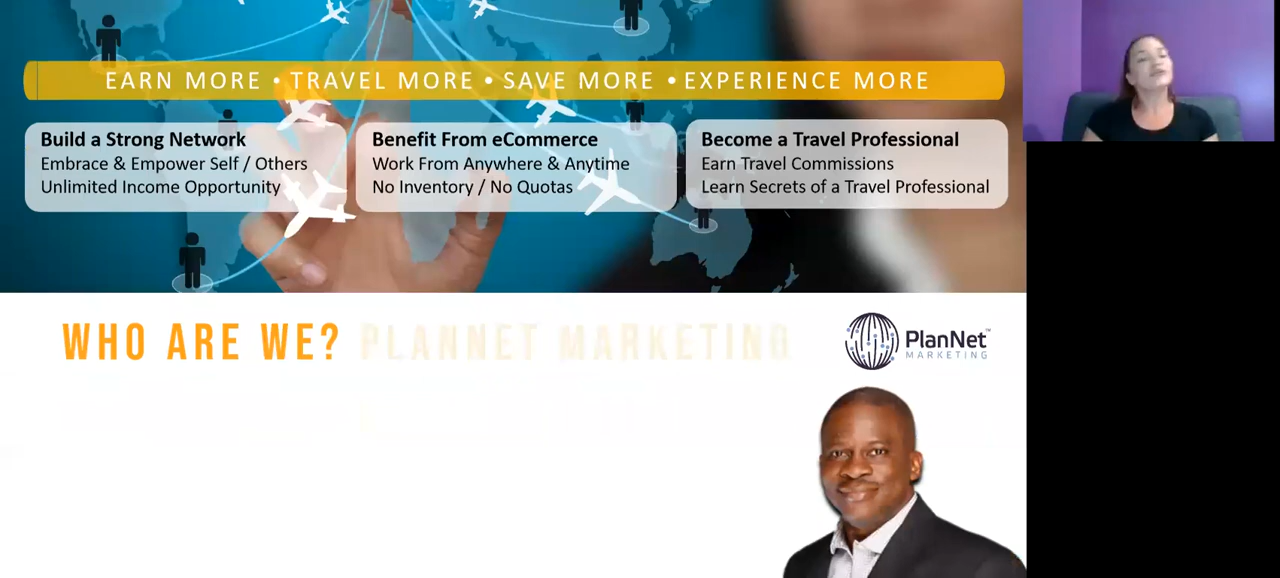 EARN MORE • TRAVEL MORE • SAVE MORE • EXPERIENCE MORE
Build a Strong Network
Embrace & Empower Self / Others
Unlimited Income Opportunity
Benefit From eCommerce
Work From Anywhere & Anytime
No Inventory / No Quotas
Become a Travel Professional
Earn Travel Commissions
Learn Secrets of a Travel Professional
WHO ARE WE? PLANNET MARKETING
PlanNet™
MARKETING